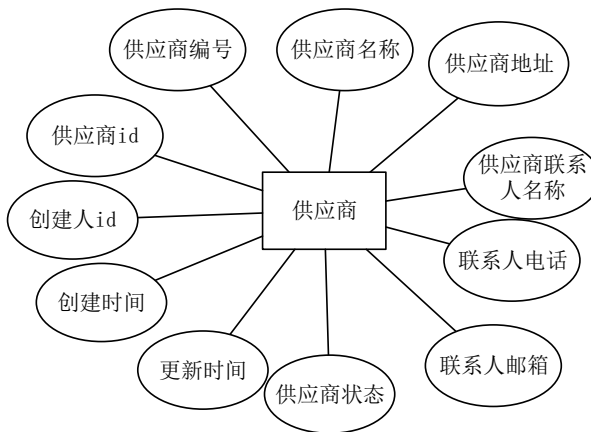 供应商编号
供应商名称
供应商地址
供应商id
供应商联系
人名称
供应商
创建人id
联系人电话
创建时间
更新时间
联系人邮箱
供应商状态